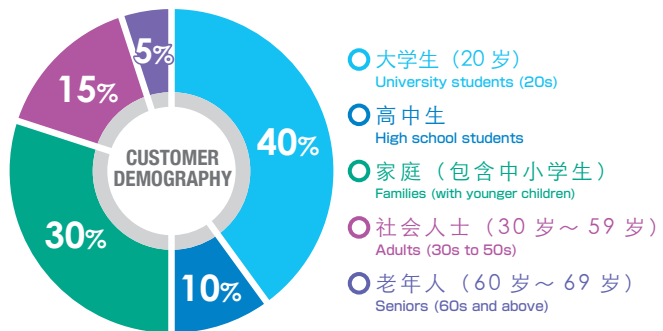 5%
15%
40%
CUSTOMER
DEMOGRAPHY
30%
10%
大学生（20 岁）
University students (20s)
高中生
High school students
家庭（包含中小学生）
Families (with younger children)
社会人士（30 岁～ 59 岁）
Adults (30s to 50s)
老年人（60 岁～ 69 岁）
Seniors (60s and above)